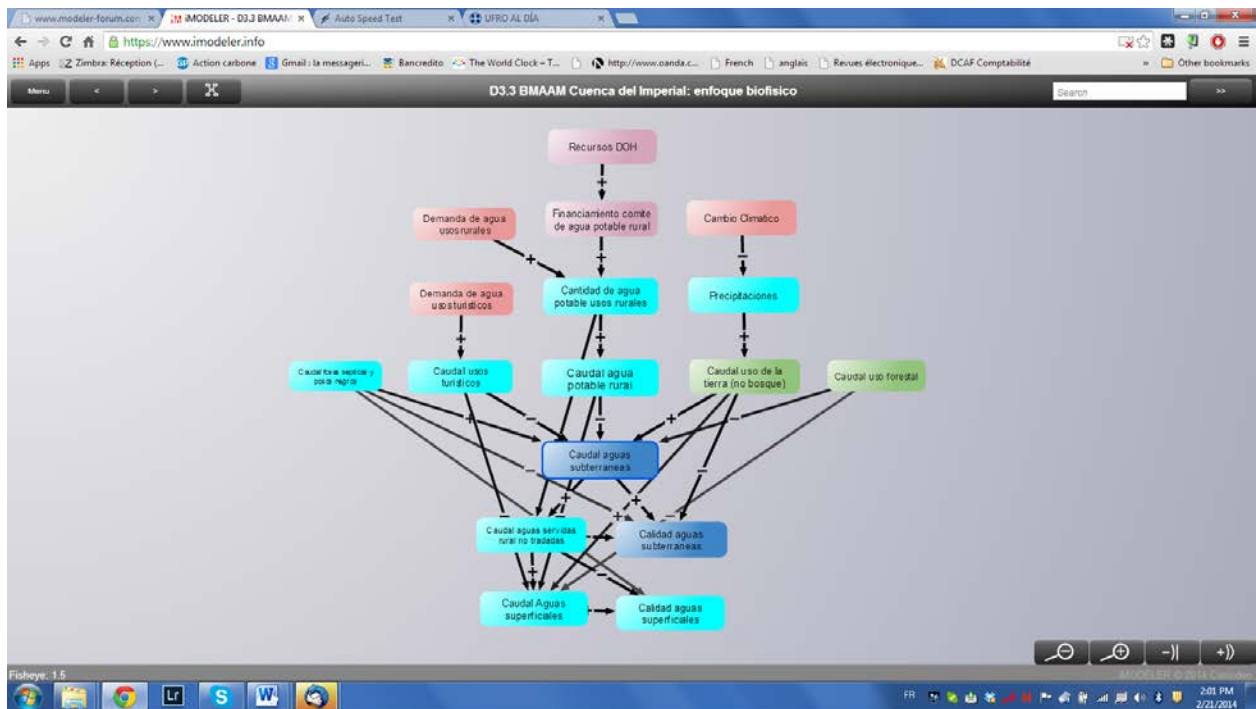 www.modeler-forum.com
iMODELER - D3.3 BMAAM
Auto Speed Test
UFRO AL DÍA
https://www.imodeler.info
Apps
Zimbra: Réception (...
Action carbone
Gmail : la messageri...
Bancredito
The World Clock – T...
http://www.oanda.c...
French
anglais
Revues électronique...
DCAF Comptabilité
»
Other bookmarks
Menu
<
>
D3.3 BMAAM Cuenca del Imperial: enfoque biofisico
Search
>>
Recursos DOH
+
Demanda de agua
usos rurales
Financiamiento comite
de agua potable rural
Cambio Climatico
+
+
–
Demanda de agua
usos turisticos
Cantidad de agua
potable usos rurales
Precipitaciones
+
+
+
Caudal fosas septicas y
pozos negros
Caudal usos
turisticos
Caudal agua
potable rural
Caudal uso de la
tierra (no bosque)
Caudal uso forestal
+
–
–
+
–
Caudal aguas
subterraneas
–
–
+
+
–
+
–
Caudal aguas servidas
rural no tratadas
Calidad aguas
subterraneas
–
+
–
Caudal Aguas
superficiales
Calidad aguas
superficiales
Fisheye: 1.5
-)|
+))
iMODELER © 2014 Consideo
Lr
S
W
FR
2:01 PM
2/21/2014